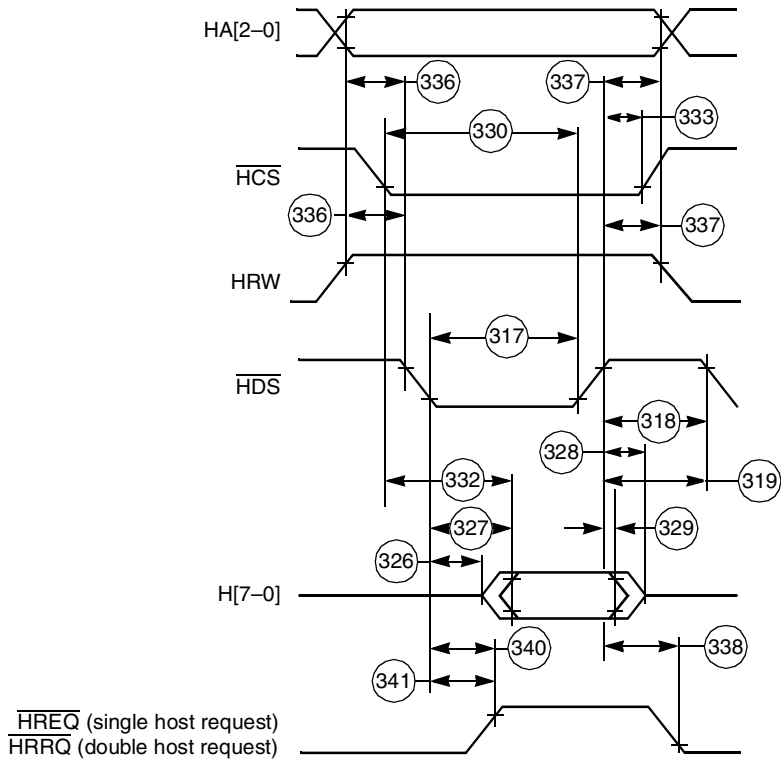 HA[2–0]
336
337
333
330
HCS
336
337
HRW
317
HDS
318
328
332
319
327
329
326
H[7–0]
340
338
341
HREQ (single host request)
HRRQ (double host request)